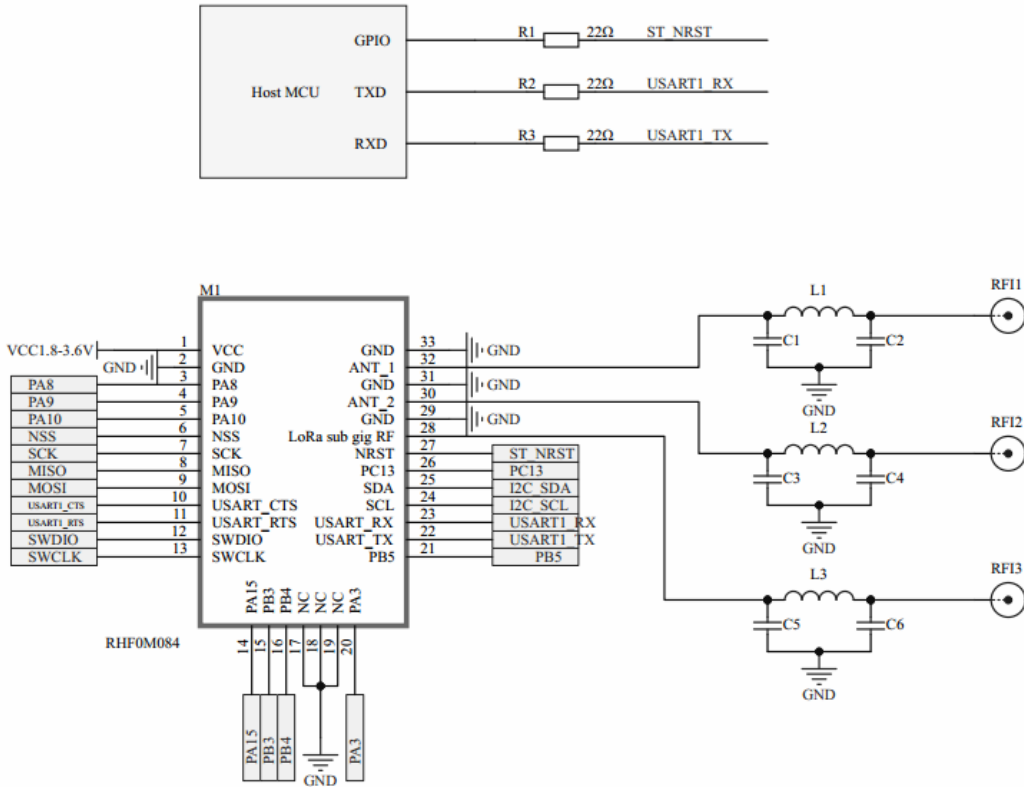 GPIO R1 22Ω ST_NRST
Host MCU TXD R2 22Ω USART1_RX
RXD R3 22Ω USART1_TX
M1
VCC1.8-3.6V 1 VCC
GND 2 GND
PA8 3 PA8
PA9 4 PA9
PA10 5 PA10
NSS 6 NSS
SCK 7 SCK
MISO 8 MISO
MOSI 9 MOSI
USART1_CTS 10 USART_CTS
USART1_RTS 11 USART_RTS
SWDIO 12 SWDIO
SWCLK 13 SWCLK
GND 33 GND
ANT_1 32
GND 31 GND
ANT_2 30
GND 29 GND
LoRa sub gig RF 28
NRST 27 ST_NRST
PC13 26 PC13
SDA 25 I2C_SDA
SCL 24 I2C_SCL
USART_RX 23 USART1_RX
USART_TX 22 USART1_TX
PB5 21 PB5
PA15 PB3 PB4 NC NC NC PA3
14 15 16 17 18 19 20
RHF0M084
PA15 PB3 PB4 PA3
GND
L1 RFI1
C1 C2
GND
L2 RFI2
C3 C4
GND
L3 RFI3
C5 C6
GND